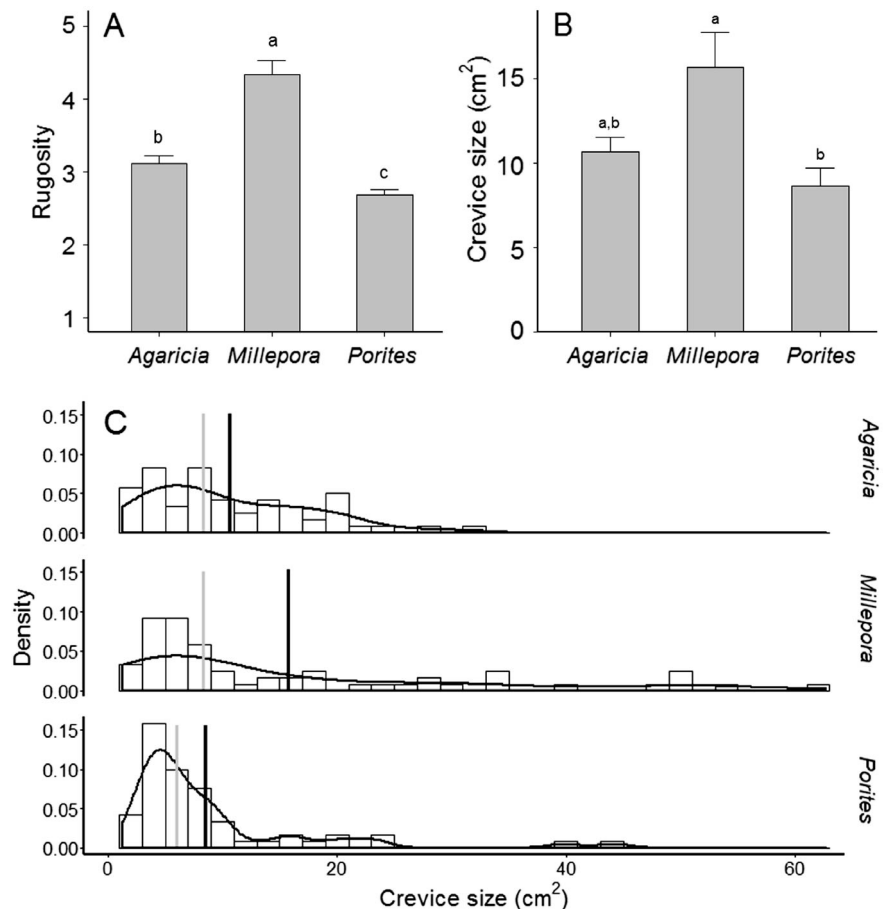 A
5
4
3
2
1
Rugosity
a
b
c
Agaricia Millepora Porites
B
15
10
5
0
Crevice size (cm²)
a,b
a
b
Agaricia Millepora Porites
C
0.15
0.10
0.05
0.00
Agaricia
0.15
0.10
0.05
0.00
Millepora
Density
0.15
0.10
0.05
0.00
Porites
0 20 40 60
Crevice size (cm²)